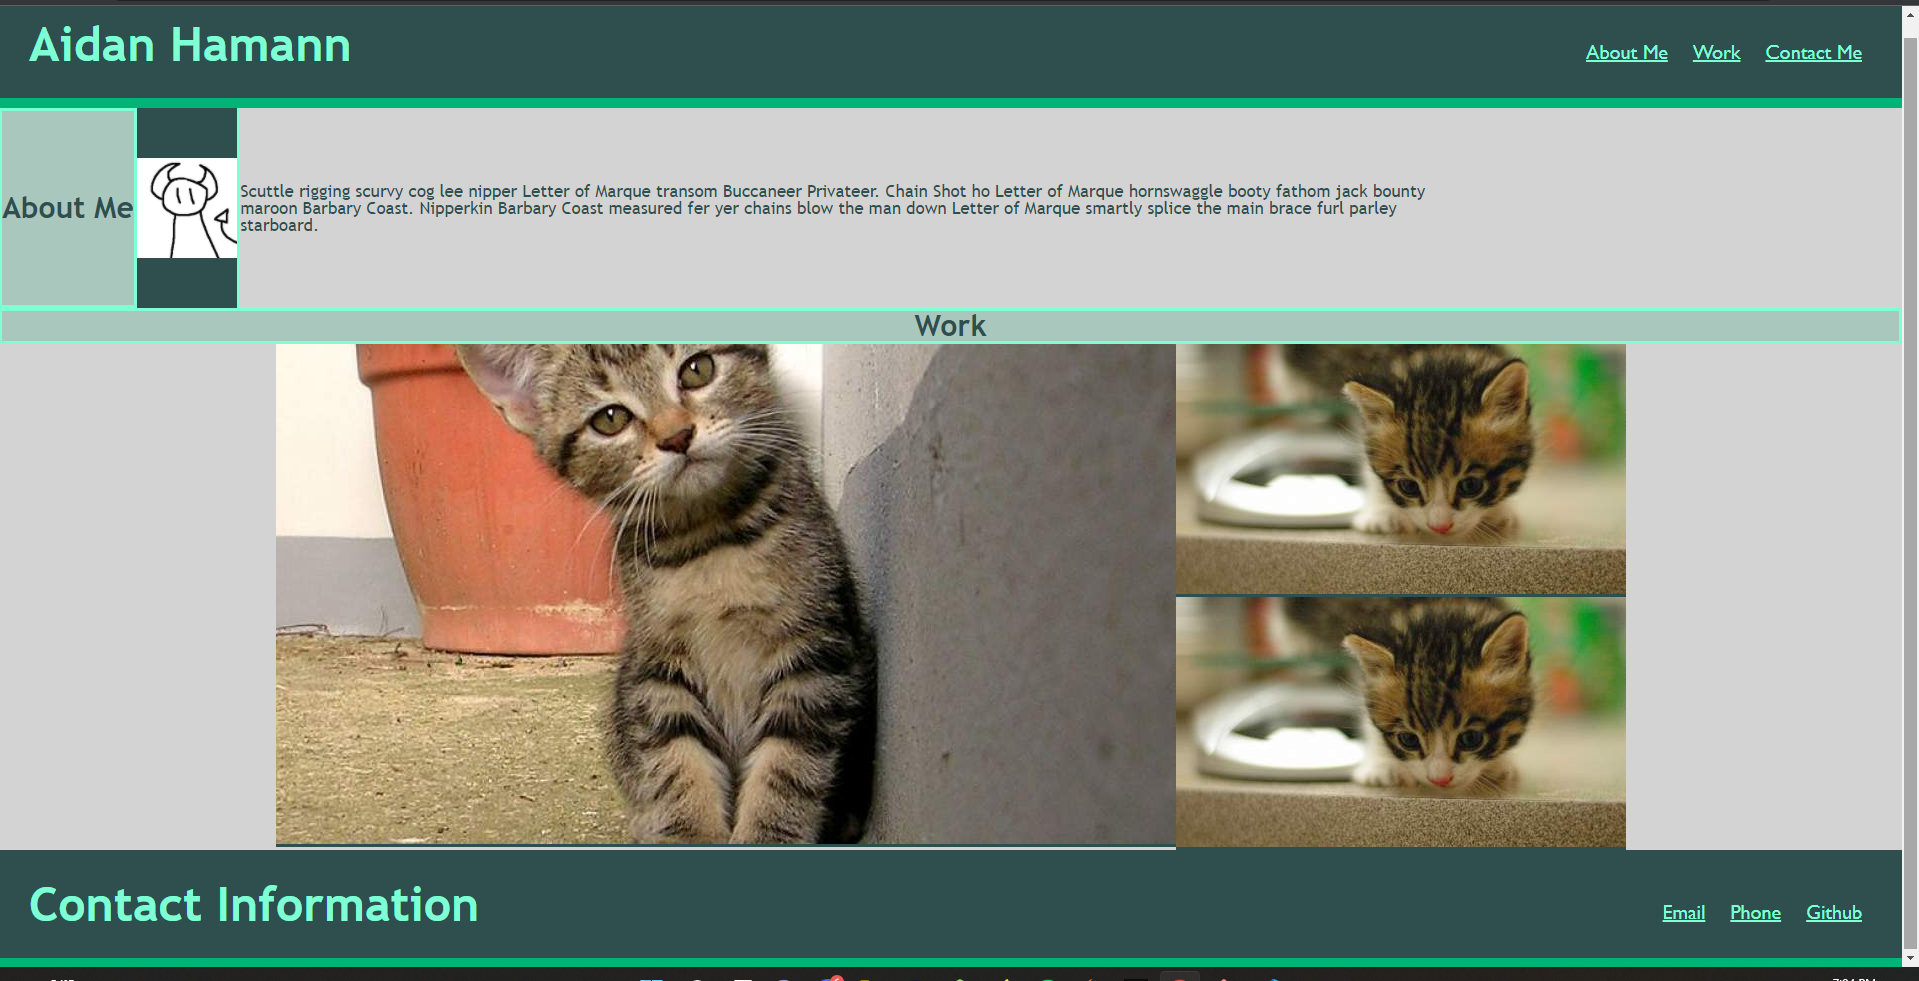 Aidan Hamann
About Me Work Contact Me
About Me
Scuttle rigging scurvy cog lee nipper Letter of Marque transom Buccaneer Privateer. Chain Shot ho Letter of Marque hornswaggle booty fathom jack bounty
maroon Barbary Coast. Nipperkin Barbary Coast measured fer yer chains blow the man down Letter of Marque smartly splice the main brace furl parley
starboard.
Work
Contact Information
Email Phone Github